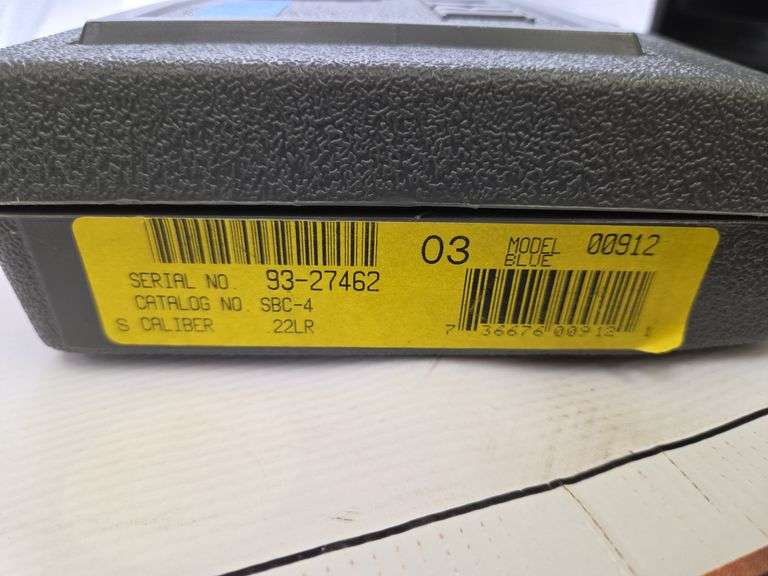 03 MODEL 00912
BLUE
SERIAL NO. 93-27462
CATALOG NO. SBC-4
S CALIBER .22LR
7 36676 00912 1